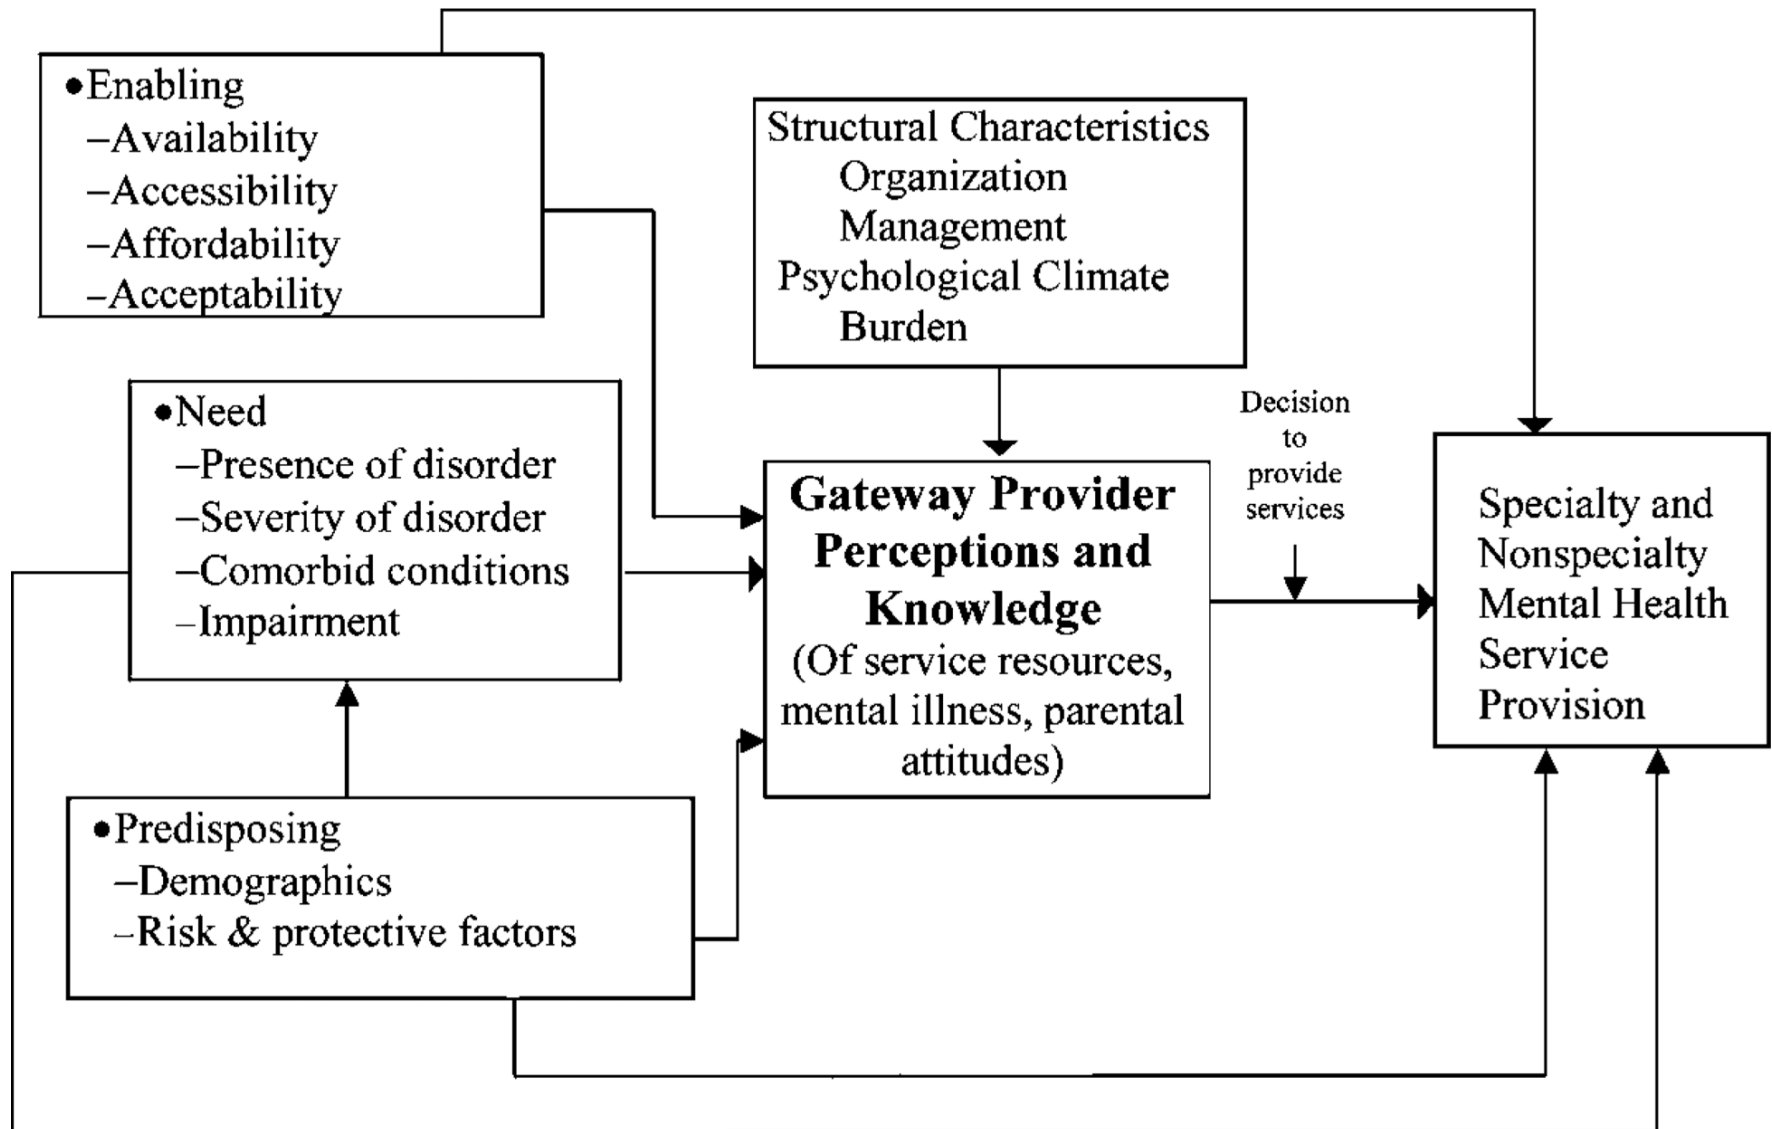 •Enabling
–Availability
–Accessibility
–Affordability
–Acceptability
Structural Characteristics
Organization
Management
Psychological Climate
Burden
•Need
–Presence of disorder
–Severity of disorder
–Comorbid conditions
–Impairment
Gateway Provider
Perceptions and
Knowledge
(Of service resources,
mental illness, parental
attitudes)
Decision
to
provide
services
Specialty and
Nonspecialty
Mental Health
Service
Provision
•Predisposing
–Demographics
–Risk & protective factors